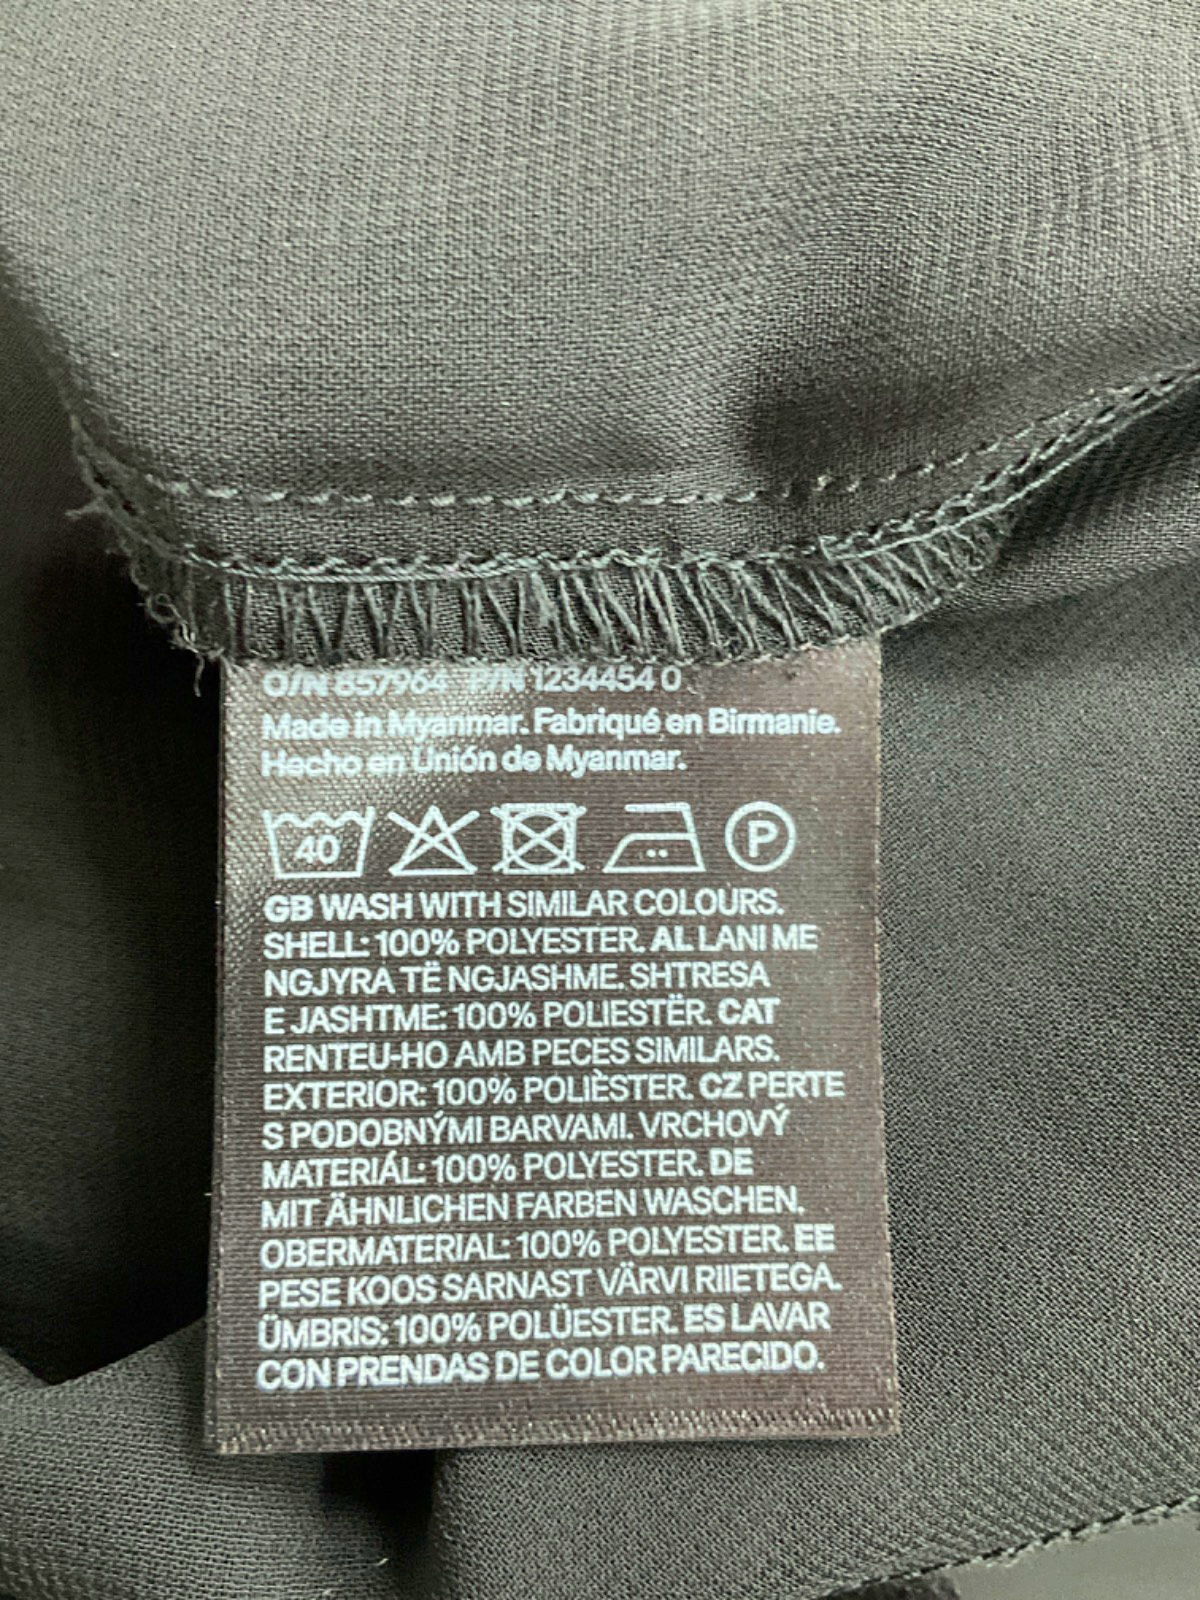 O/N 857964 P/N 1234454 0
Made in Myanmar. Fabriqué en Birmanie.
Hecho en Unión de Myanmar.
40 P
GB WASH WITH SIMILAR COLOURS.
SHELL: 100% POLYESTER. AL LANI ME
NGJYRA TË NGJASHME. SHTRESA
E JASHTME: 100% POLIESTËR. CAT
RENTEU-HO AMB PECES SIMILARS.
EXTERIOR: 100% POLIÈSTER. CZ PERTE
S PODOBNÝMI BARVAMI. VRCHOVÝ
MATERIÁL: 100% POLYESTER. DE
MIT ÄHNLICHEN FARBEN WASCHEN.
OBERMATERIAL: 100% POLYESTER. EE
PESE KOOS SARNAST VÄRVI RIIETEGA.
ÜMBRIS: 100% POLÜESTER. ES LAVAR
CON PRENDAS DE COLOR PARECIDO.